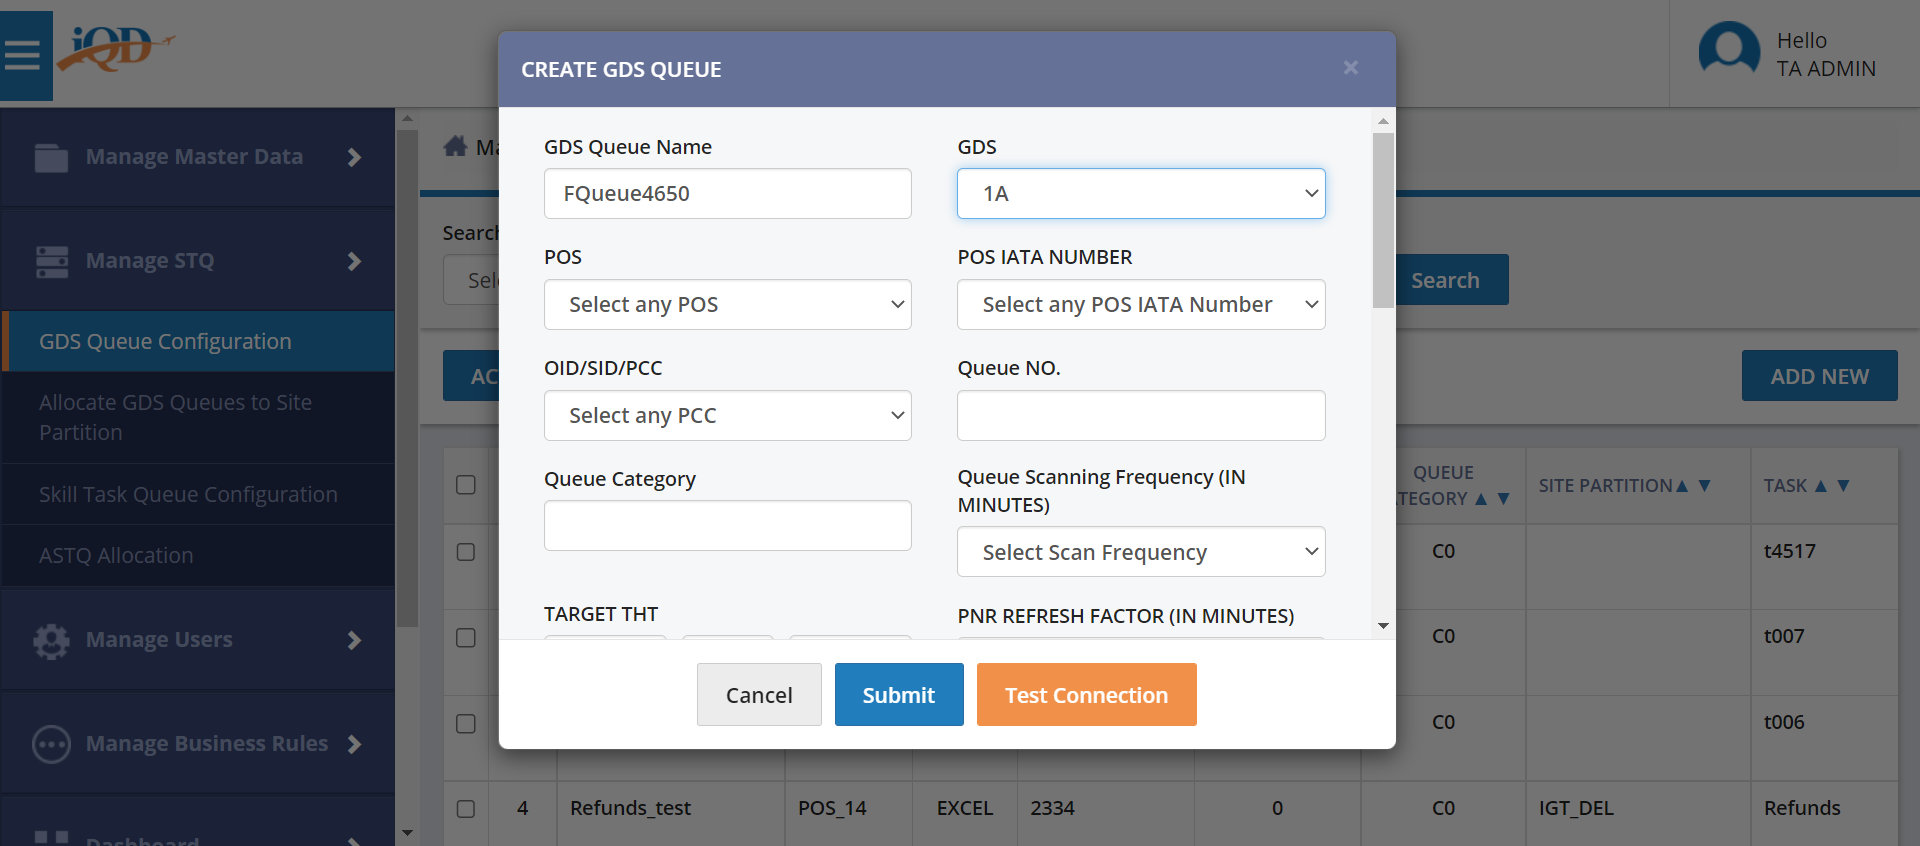 iQD
Hello
TA ADMIN
Manage Master Data
Manage STQ
GDS Queue Configuration
Allocate GDS Queues to Site
Partition
Skill Task Queue Configuration
ASTQ Allocation
Manage Users
Manage Business Rules
Dashboard
CREATE GDS QUEUE
×
GDS Queue Name
GDS
FQueue4650
1A
POS
POS IATA NUMBER
Select any POS
Select any POS IATA Number
OID/SID/PCC
Queue NO.
Select any PCC
Queue Category
Queue Scanning Frequency (IN
MINUTES)
Select Scan Frequency
TARGET THT
PNR REFRESH FACTOR (IN MINUTES)
Cancel
Submit
Test Connection
Search
Search
ADD NEW
QUEUE
SITE PARTITION
TASK
C0
t4517
C0
t007
C0
t006
4
Refunds_test
POS_14
EXCEL
2334
0
C0
IGT_DEL
Refunds